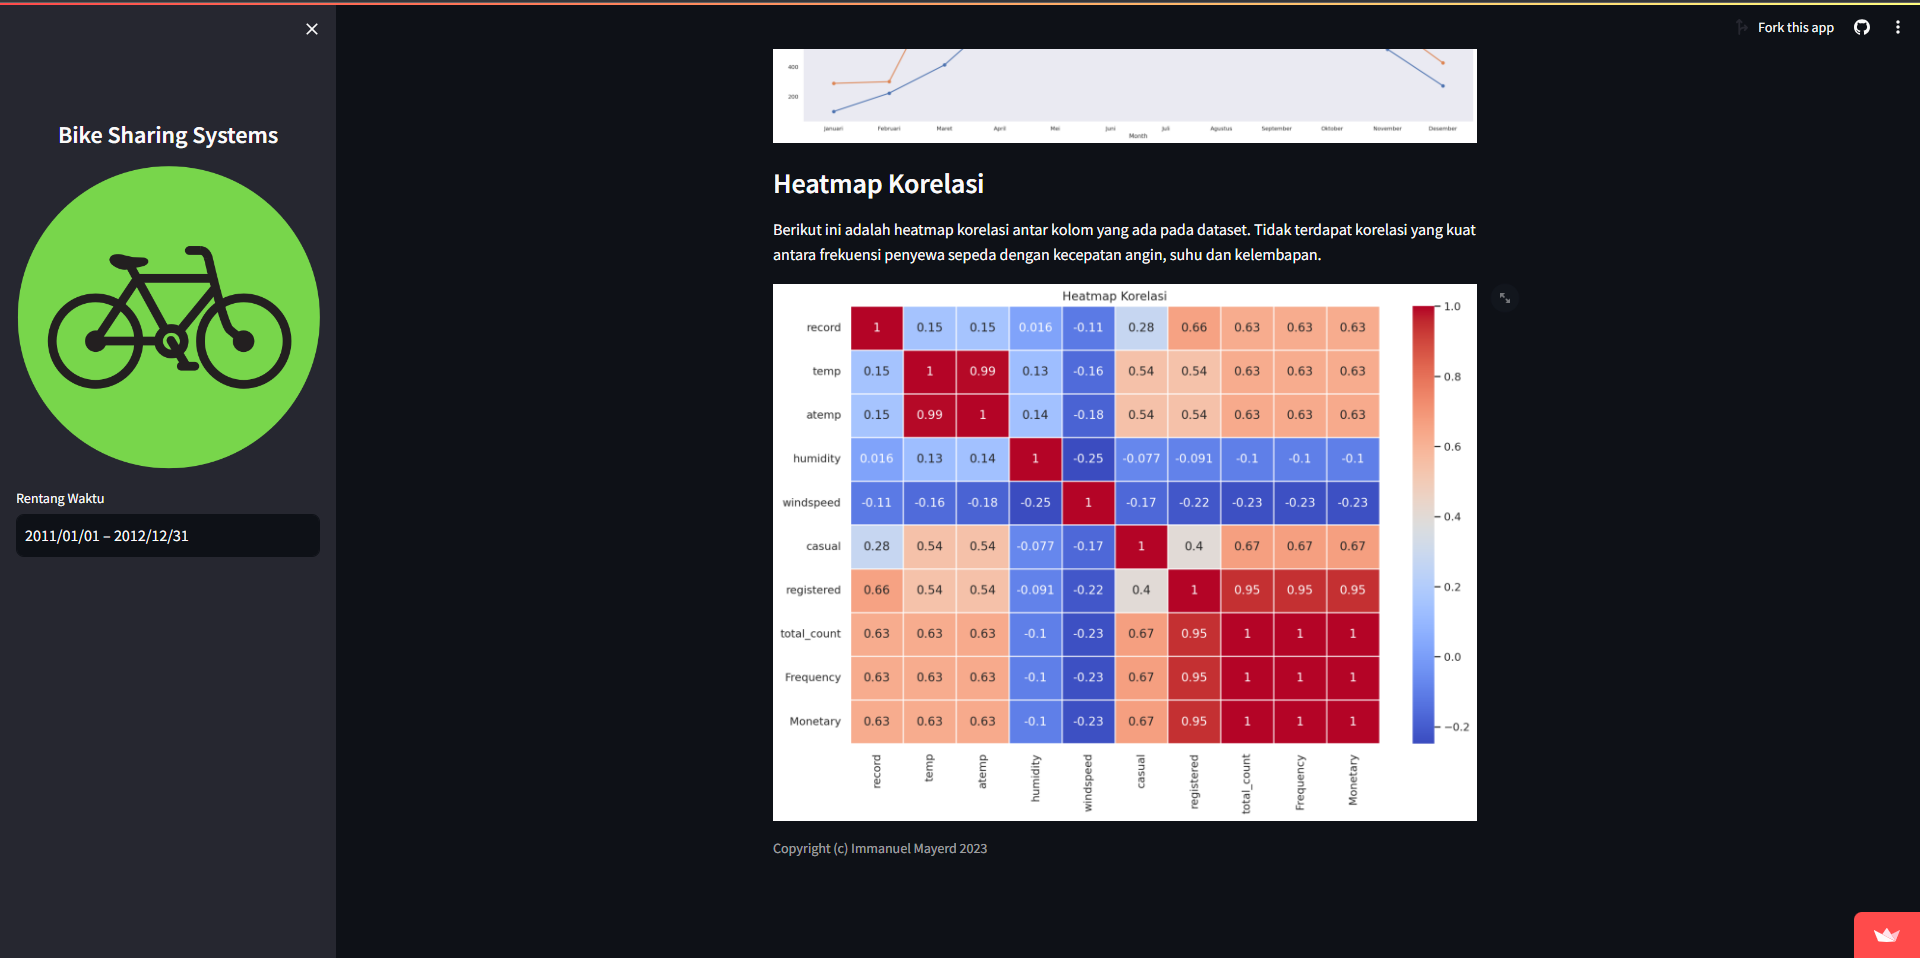 Fork this app
Bike Sharing Systems
Rentang Waktu
2011/01/01 – 2012/12/31
400
200
Januari Februari Maret April Mei Juni Juli Agustus September Oktober November Desember
Month
Heatmap Korelasi
Berikut ini adalah heatmap korelasi antar kolom yang ada pada dataset. Tidak terdapat korelasi yang kuat
antara frekuensi penyewa sepeda dengan kecepatan angin, suhu dan kelembapan.
Heatmap Korelasi
record 1 0.15 0.15 0.016 -0.11 0.28 0.66 0.63 0.63 0.63
temp 0.15 1 0.99 0.13 -0.16 0.54 0.54 0.63 0.63 0.63
atemp 0.15 0.99 1 0.14 -0.18 0.54 0.54 0.63 0.63 0.63
humidity 0.016 0.13 0.14 1 -0.25 -0.077 -0.091 -0.1 -0.1 -0.1
windspeed -0.11 -0.16 -0.18 -0.25 1 -0.17 -0.22 -0.23 -0.23 -0.23
casual 0.28 0.54 0.54 -0.077 -0.17 1 0.4 0.67 0.67 0.67
registered 0.66 0.54 0.54 -0.091 -0.22 0.4 1 0.95 0.95 0.95
total_count 0.63 0.63 0.63 -0.1 -0.23 0.67 0.95 1 1 1
Frequency 0.63 0.63 0.63 -0.1 -0.23 0.67 0.95 1 1 1
Monetary 0.63 0.63 0.63 -0.1 -0.23 0.67 0.95 1 1 1
record temp atemp humidity windspeed casual registered total_count Frequency Monetary
1.0
0.8
0.6
0.4
0.2
0.0
−0.2
Copyright (c) Immanuel Mayerd 2023